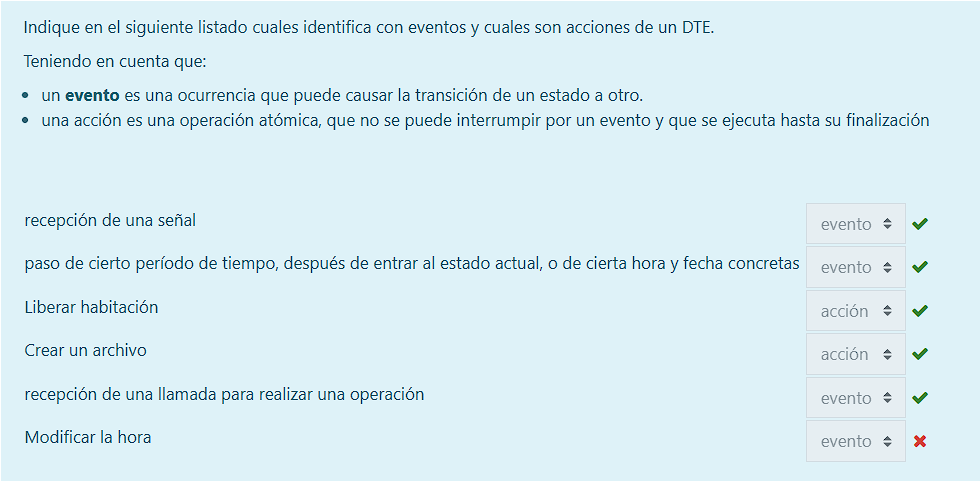 Indique en el siguiente listado cuales identifica con eventos y cuales son acciones de un DTE.
Teniendo en cuenta que:
• un evento es una ocurrencia que puede causar la transición de un estado a otro.
• una acción es una operación atómica, que no se puede interrumpir por un evento y que se ejecuta hasta su finalización
recepción de una señal evento
paso de cierto período de tiempo, después de entrar al estado actual, o de cierta hora y fecha concretas evento
Liberar habitación acción
Crear un archivo acción
recepción de una llamada para realizar una operación evento
Modificar la hora evento